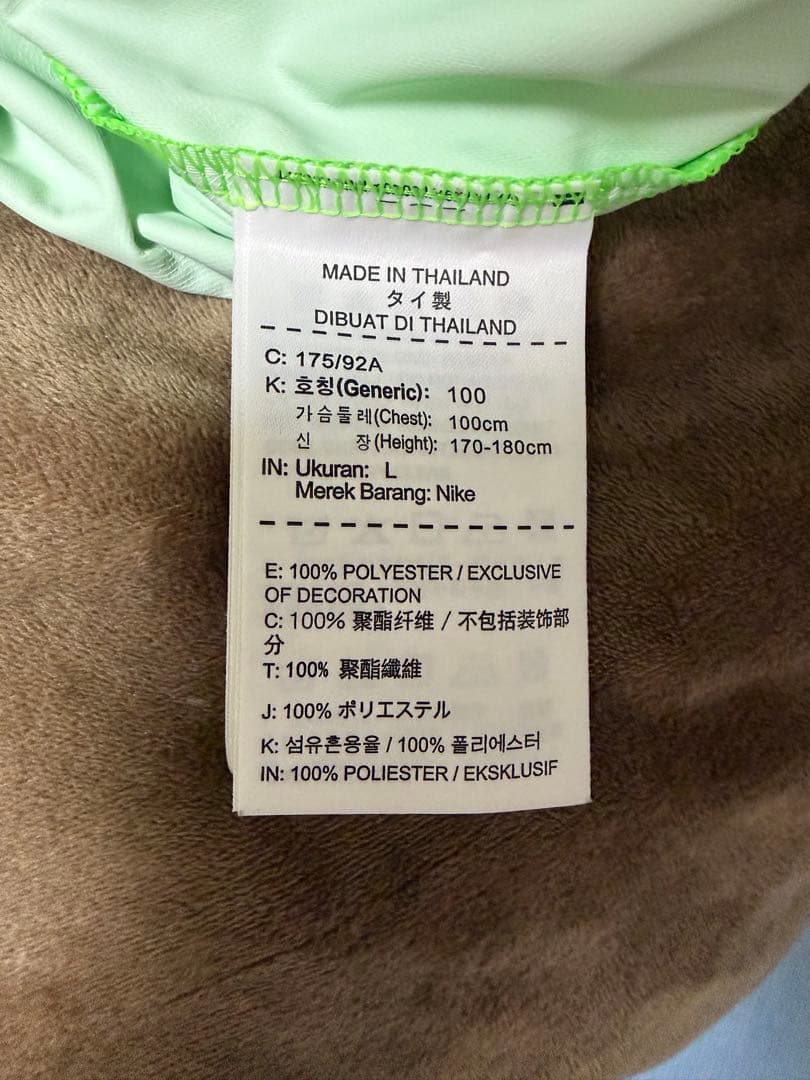 MADE IN THAILAND
タイ製
DIBUAT DI THAILAND
C: 175/92A
K: 호칭(Generic): 100
가슴둘레(Chest): 100cm
신 장(Height): 170-180cm
IN: Ukuran: L
Merek Barang: Nike
E: 100% POLYESTER / EXCLUSIVE
OF DECORATION
C: 100% 聚酯纤维 / 不包括装饰部
分
T: 100% 聚酯纖維
J: 100% ポリエステル
K: 섬유혼용율 / 100% 폴리에스터
IN: 100% POLIESTER / EKSKLUSIF